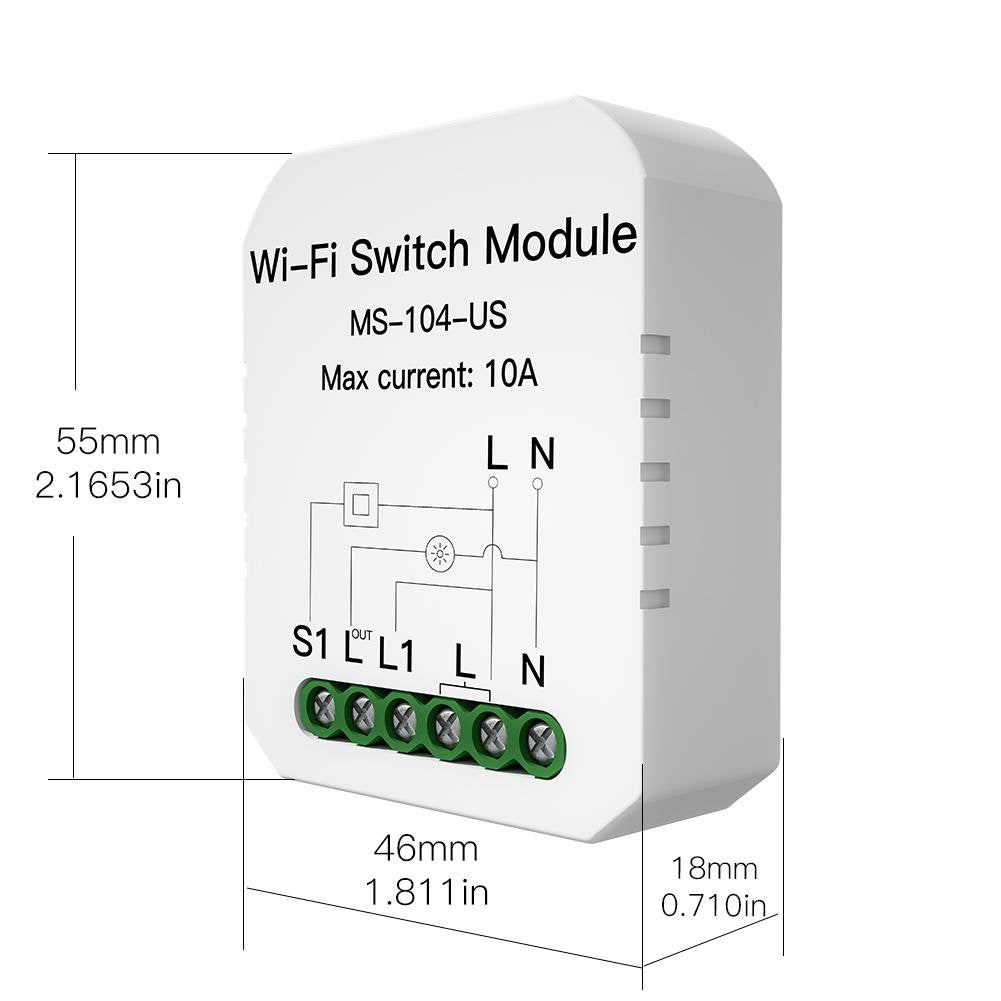 Wi-Fi Switch Module
MS-104-US
Max current: 10A
L N
S1 L OUT L1 L N
55mm
2.1653in
46mm
1.811in
18mm
0.710in